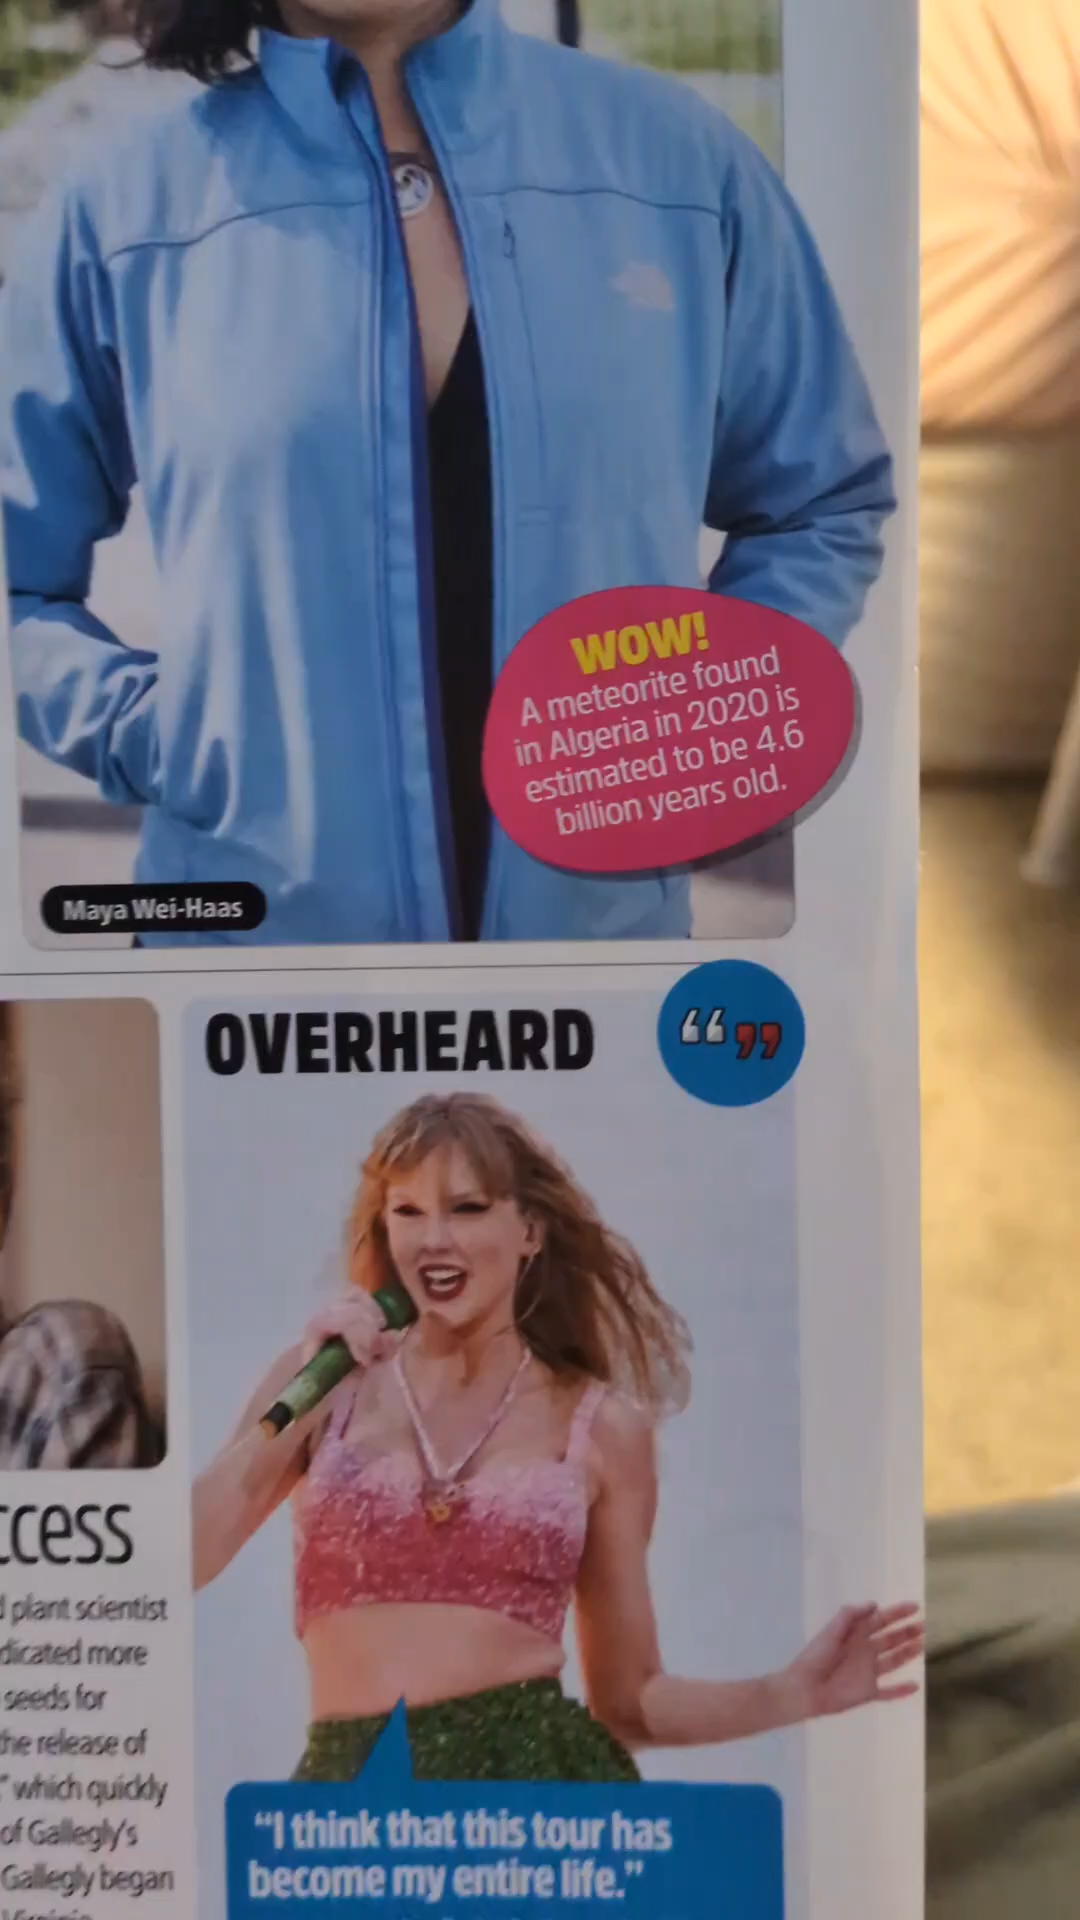 WOW!
A meteorite found
in Algeria in 2020 is
estimated to be 4.6
billion years old.
Maya Wei-Haas
OVERHEARD
“ ”
ccess
plant scientist
dicated more
seeds for
the release of
” which quickly
of Gallegly’s
Gallegly began
“I think that this tour has
become my entire life.”